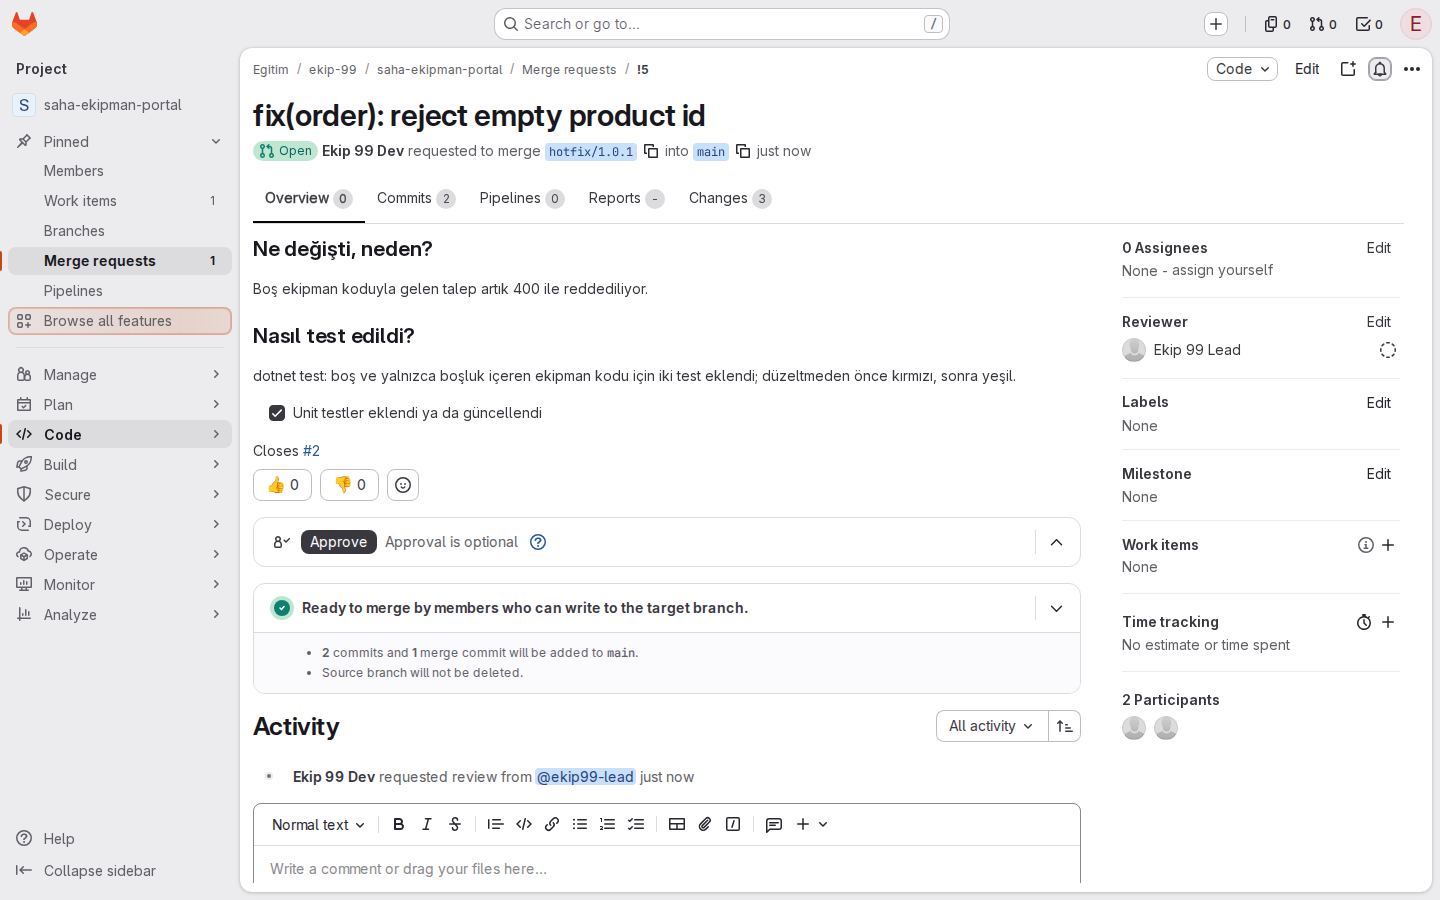 Search or go to...
/
0
0
0
E
Project
S
saha-ekipman-portal
Pinned
Members
Work items
1
Branches
Merge requests
1
Pipelines
Browse all features
Manage
Plan
Code
Build
Secure
Deploy
Operate
Monitor
Analyze
Help
Collapse sidebar
Egitim / ekip-99 / saha-ekipman-portal / Merge requests / !5
Code
Edit
fix(order): reject empty product id
Open Ekip 99 Dev requested to merge hotfix/1.0.1 into main just now
Overview 0
Commits 2
Pipelines 0
Reports -
Changes 3
Ne değişti, neden?
Boş ekipman koduyla gelen talep artık 400 ile reddediliyor.
Nasıl test edildi?
dotnet test: boş ve yalnızca boşluk içeren ekipman kodu için iki test eklendi; düzeltmeden önce kırmızı, sonra yeşil.
Unit testler eklendi ya da güncellendi
Closes #2
👍 0
👎 0
Approve Approval is optional
Ready to merge by members who can write to the target branch.
• 2 commits and 1 merge commit will be added to main.
• Source branch will not be deleted.
Activity
All activity
Ekip 99 Dev requested review from @ekip99-lead just now
Normal text
Write a comment or drag your files here...
0 Assignees
Edit
None - assign yourself
Reviewer
Edit
Ekip 99 Lead
Labels
Edit
None
Milestone
Edit
None
Work items
None
Time tracking
No estimate or time spent
2 Participants